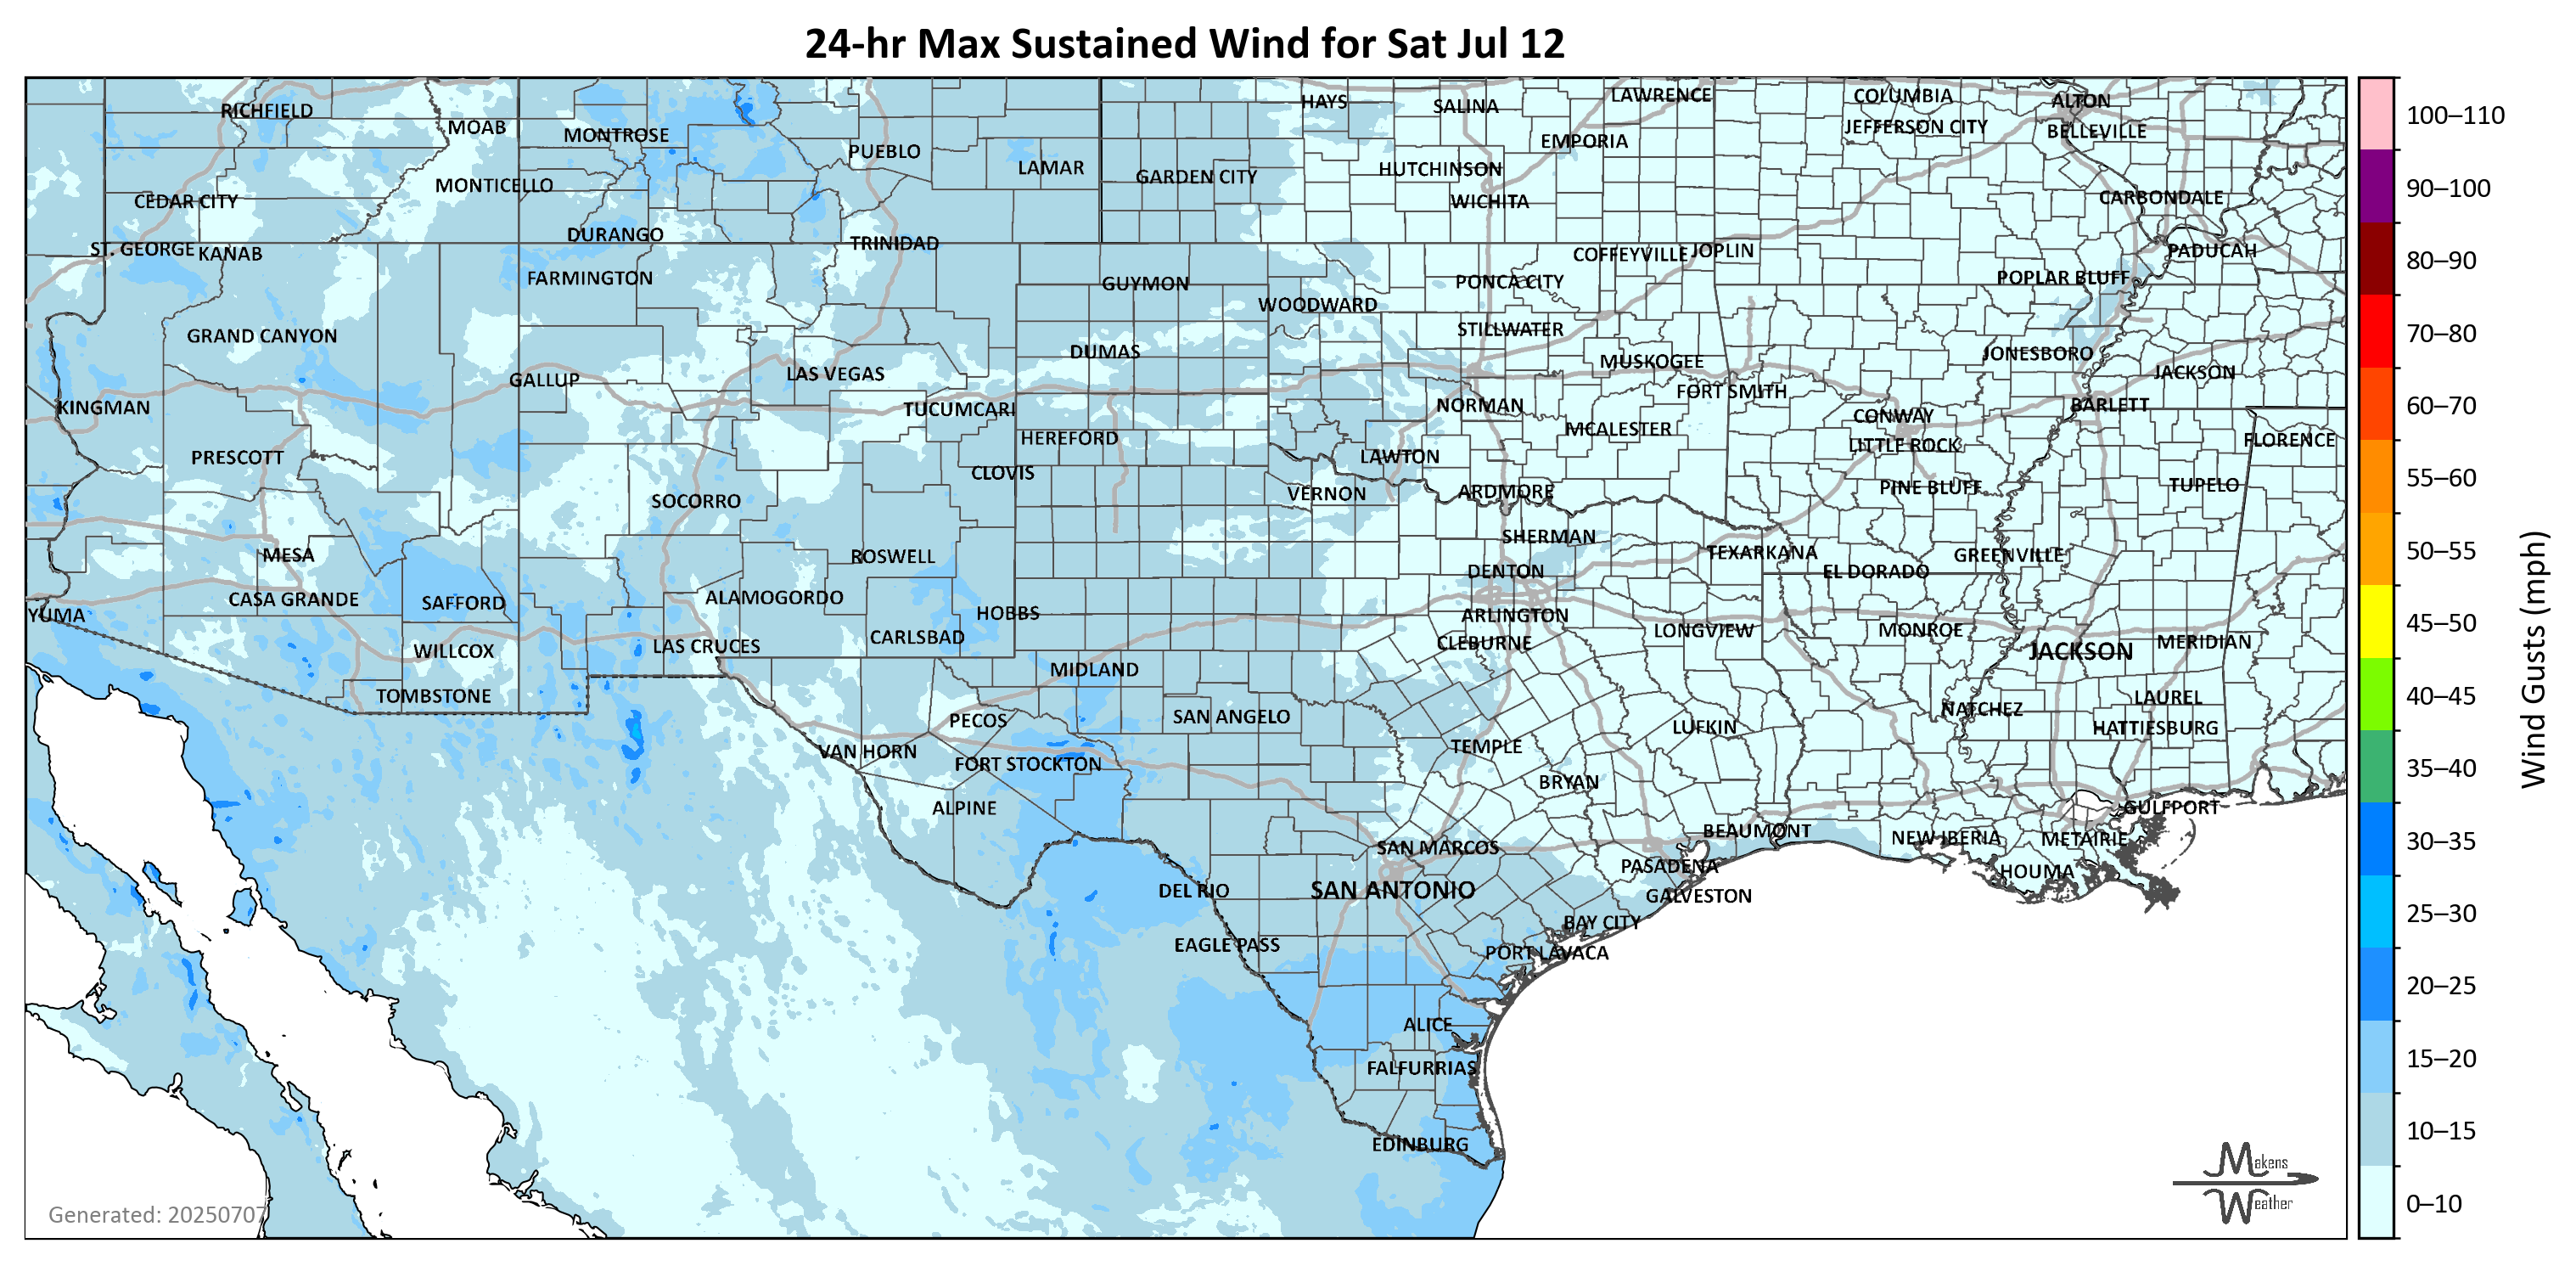 24-hr Max Sustained Wind for Sat Jul 12
RICHFIELD
MOAB
MONTROSE
PUEBLO
LAMAR
GARDEN CITY
HAYS
SALINA
LAWRENCE
EMPORIA
HUTCHINSON
WICHITA
COLUMBIA
JEFFERSON CITY
ALTON
BELLEVILLE
CARBONDALE
MONTICELLO
CEDAR CITY
ST. GEORGE
KANAB
DURANGO
FARMINGTON
TRINIDAD
GUYMON
WOODWARD
PONCA CITY
COFFEYVILLE
JOPLIN
POPLAR BLUFF
PADUCAH
GRAND CANYON
GALLUP
LAS VEGAS
DUMAS
STILLWATER
MUSKOGEE
FORT SMITH
JONESBORO
JACKSON
KINGMAN
TUCUMCARI
HEREFORD
NORMAN
MCALESTER
CONWAY
LITTLE ROCK
BARLETT
FLORENCE
PRESCOTT
SOCORRO
CLOVIS
LAWTON
VERNON
ARDMORE
PINE BLUFF
TUPELO
MESA
ROSWELL
SHERMAN
DENTON
TEXARKANA
EL DORADO
GREENVILLE
YUMA
CASA GRANDE
SAFFORD
ALAMOGORDO
HOBBS
ARLINGTON
CLEBURNE
LONGVIEW
MONROE
JACKSON
MERIDIAN
WILLCOX
LAS CRUCES
CARLSBAD
MIDLAND
TOMBSTONE
PECOS
SAN ANGELO
VAN HORN
FORT STOCKTON
TEMPLE
LUFKIN
NATCHEZ
LAUREL
HATTIESBURG
ALPINE
BRYAN
BEAUMONT
NEW IBERIA
METAIRIE
GULFPORT
SAN MARCOS
PASADENA
HOUMA
DEL RIO
SAN ANTONIO
GALVESTON
EAGLE PASS
BAY CITY
PORT LAVACA
ALICE
FALFURRIAS
EDINBURG
Generated: 20250707
Makens
Weather
100–110
90–100
80–90
70–80
60–70
55–60
50–55
45–50
40–45
35–40
30–35
25–30
20–25
15–20
10–15
0–10
Wind Gusts (mph)